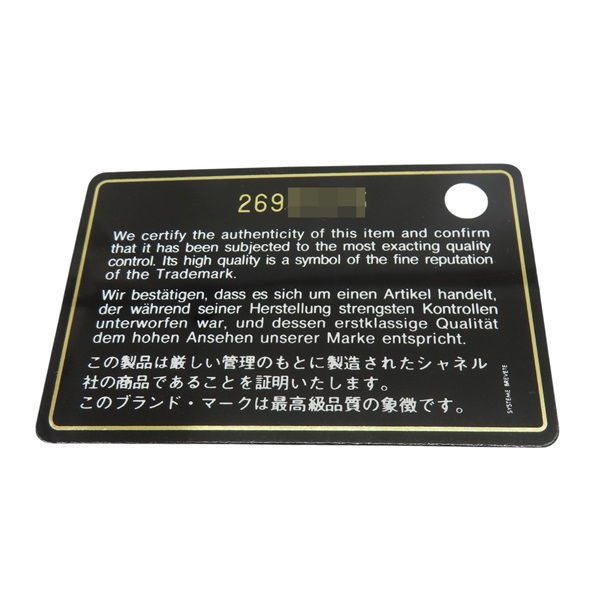 269
We certify the authenticity of this item and confirm
that it has been subjected to the most exacting quality
control. Its high quality is a symbol of the fine reputation
of the Trademark.
Wir bestätigen, dass es sich um einen Artikel handelt,
der während seiner Herstellung strengsten Kontrollen
unterworfen war, und dessen erstklassige Qualität
dem hohen Ansehen unserer Marke entspricht.
この製品は厳しい管理のもとに製造されたシャネル
社の商品であることを証明いたします。
このブランド・マークは最高級品質の象徴です。
SYSTEME BREVETE